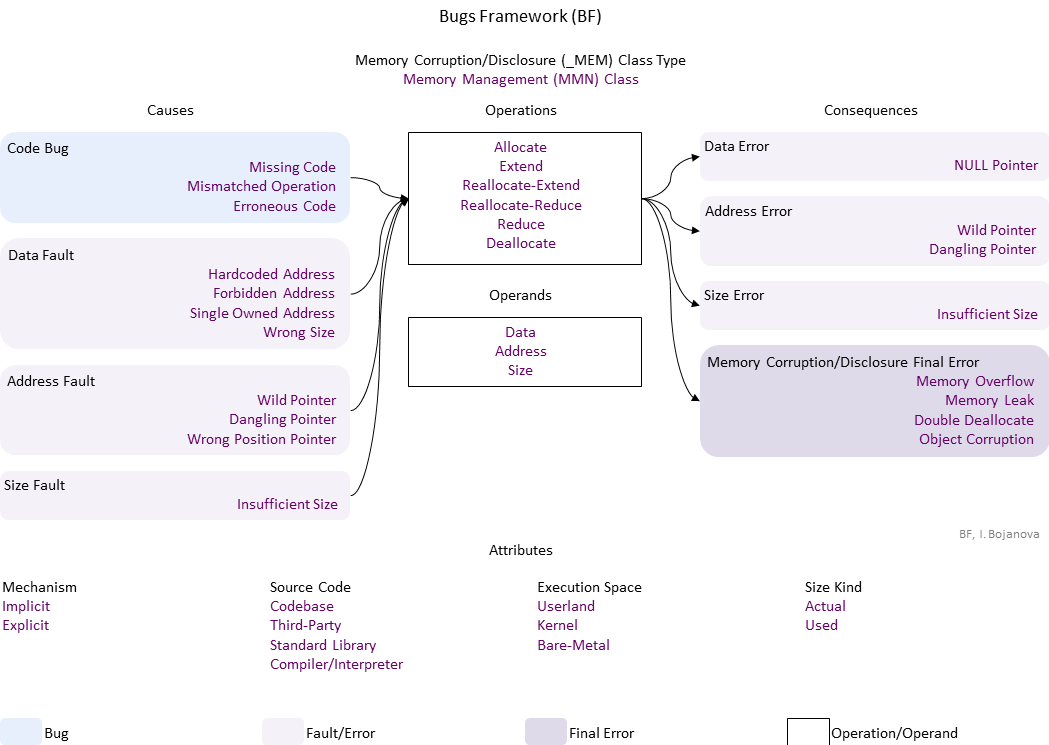 Bugs Framework (BF)
Memory Corruption/Disclosure (_MEM) Class Type
Memory Management (MMN) Class
Causes
Code Bug
Missing Code
Mismatched Operation
Erroneous Code
Data Fault
Hardcoded Address
Forbidden Address
Single Owned Address
Wrong Size
Address Fault
Wild Pointer
Dangling Pointer
Wrong Position Pointer
Size Fault
Insufficient Size
Operations
Allocate
Extend
Reallocate-Extend
Reallocate-Reduce
Reduce
Deallocate
Operands
Data
Address
Size
Consequences
Data Error
NULL Pointer
Address Error
Wild Pointer
Dangling Pointer
Size Error
Insufficient Size
Memory Corruption/Disclosure Final Error
Memory Overflow
Memory Leak
Double Deallocate
Object Corruption
BF, I. Bojanova
Attributes
Mechanism
Implicit
Explicit
Source Code
Codebase
Third-Party
Standard Library
Compiler/Interpreter
Execution Space
Userland
Kernel
Bare-Metal
Size Kind
Actual
Used
Bug
Fault/Error
Final Error
Operation/Operand